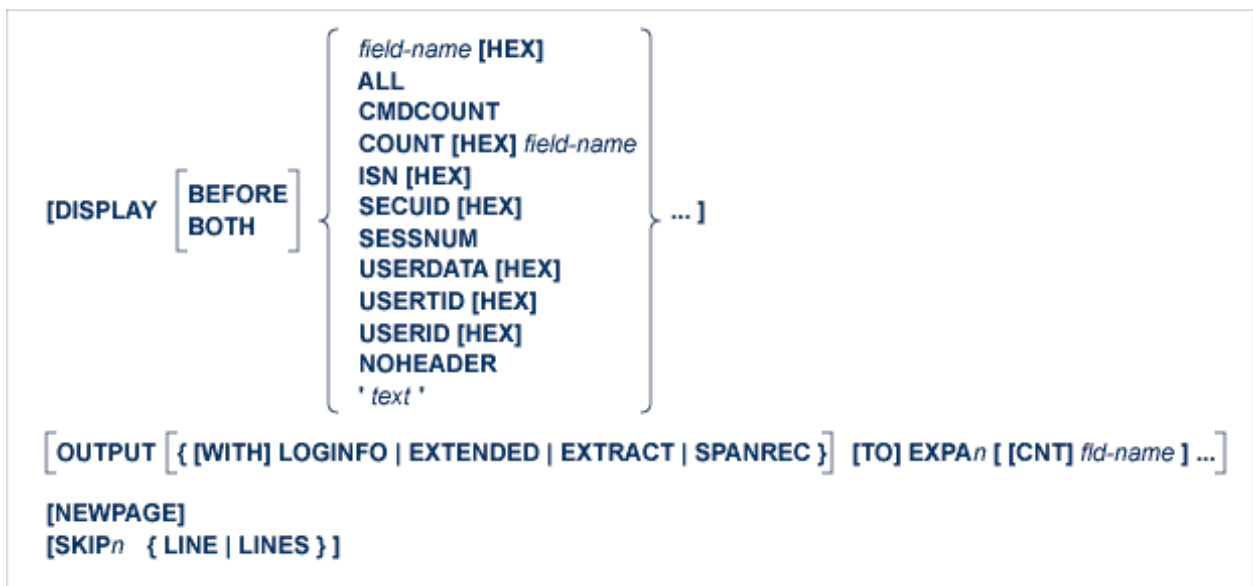 field-name [HEX]
ALL
CMDCOUNT
COUNT [HEX] field-name
ISN [HEX]
[DISPLAY [BEFORE BOTH] { SECUID [HEX] } ... ]
SESSNUM
USERDATA [HEX]
USERTID [HEX]
USERID [HEX]
NOHEADER
' text '
[OUTPUT [{ [WITH] LOGINFO | EXTENDED | EXTRACT | SPANREC }] [TO] EXPAn [ [CNT] fld-name ] ...]
[NEWPAGE]
[SKIPn { LINE | LINES } ]